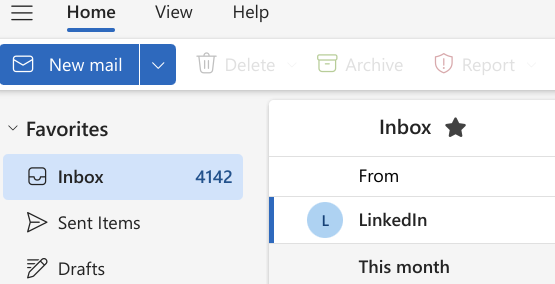 Home View Help
New mail Delete Archive Report
Favorites
Inbox 4142
Sent Items
Drafts
Inbox
From
L LinkedIn
This month